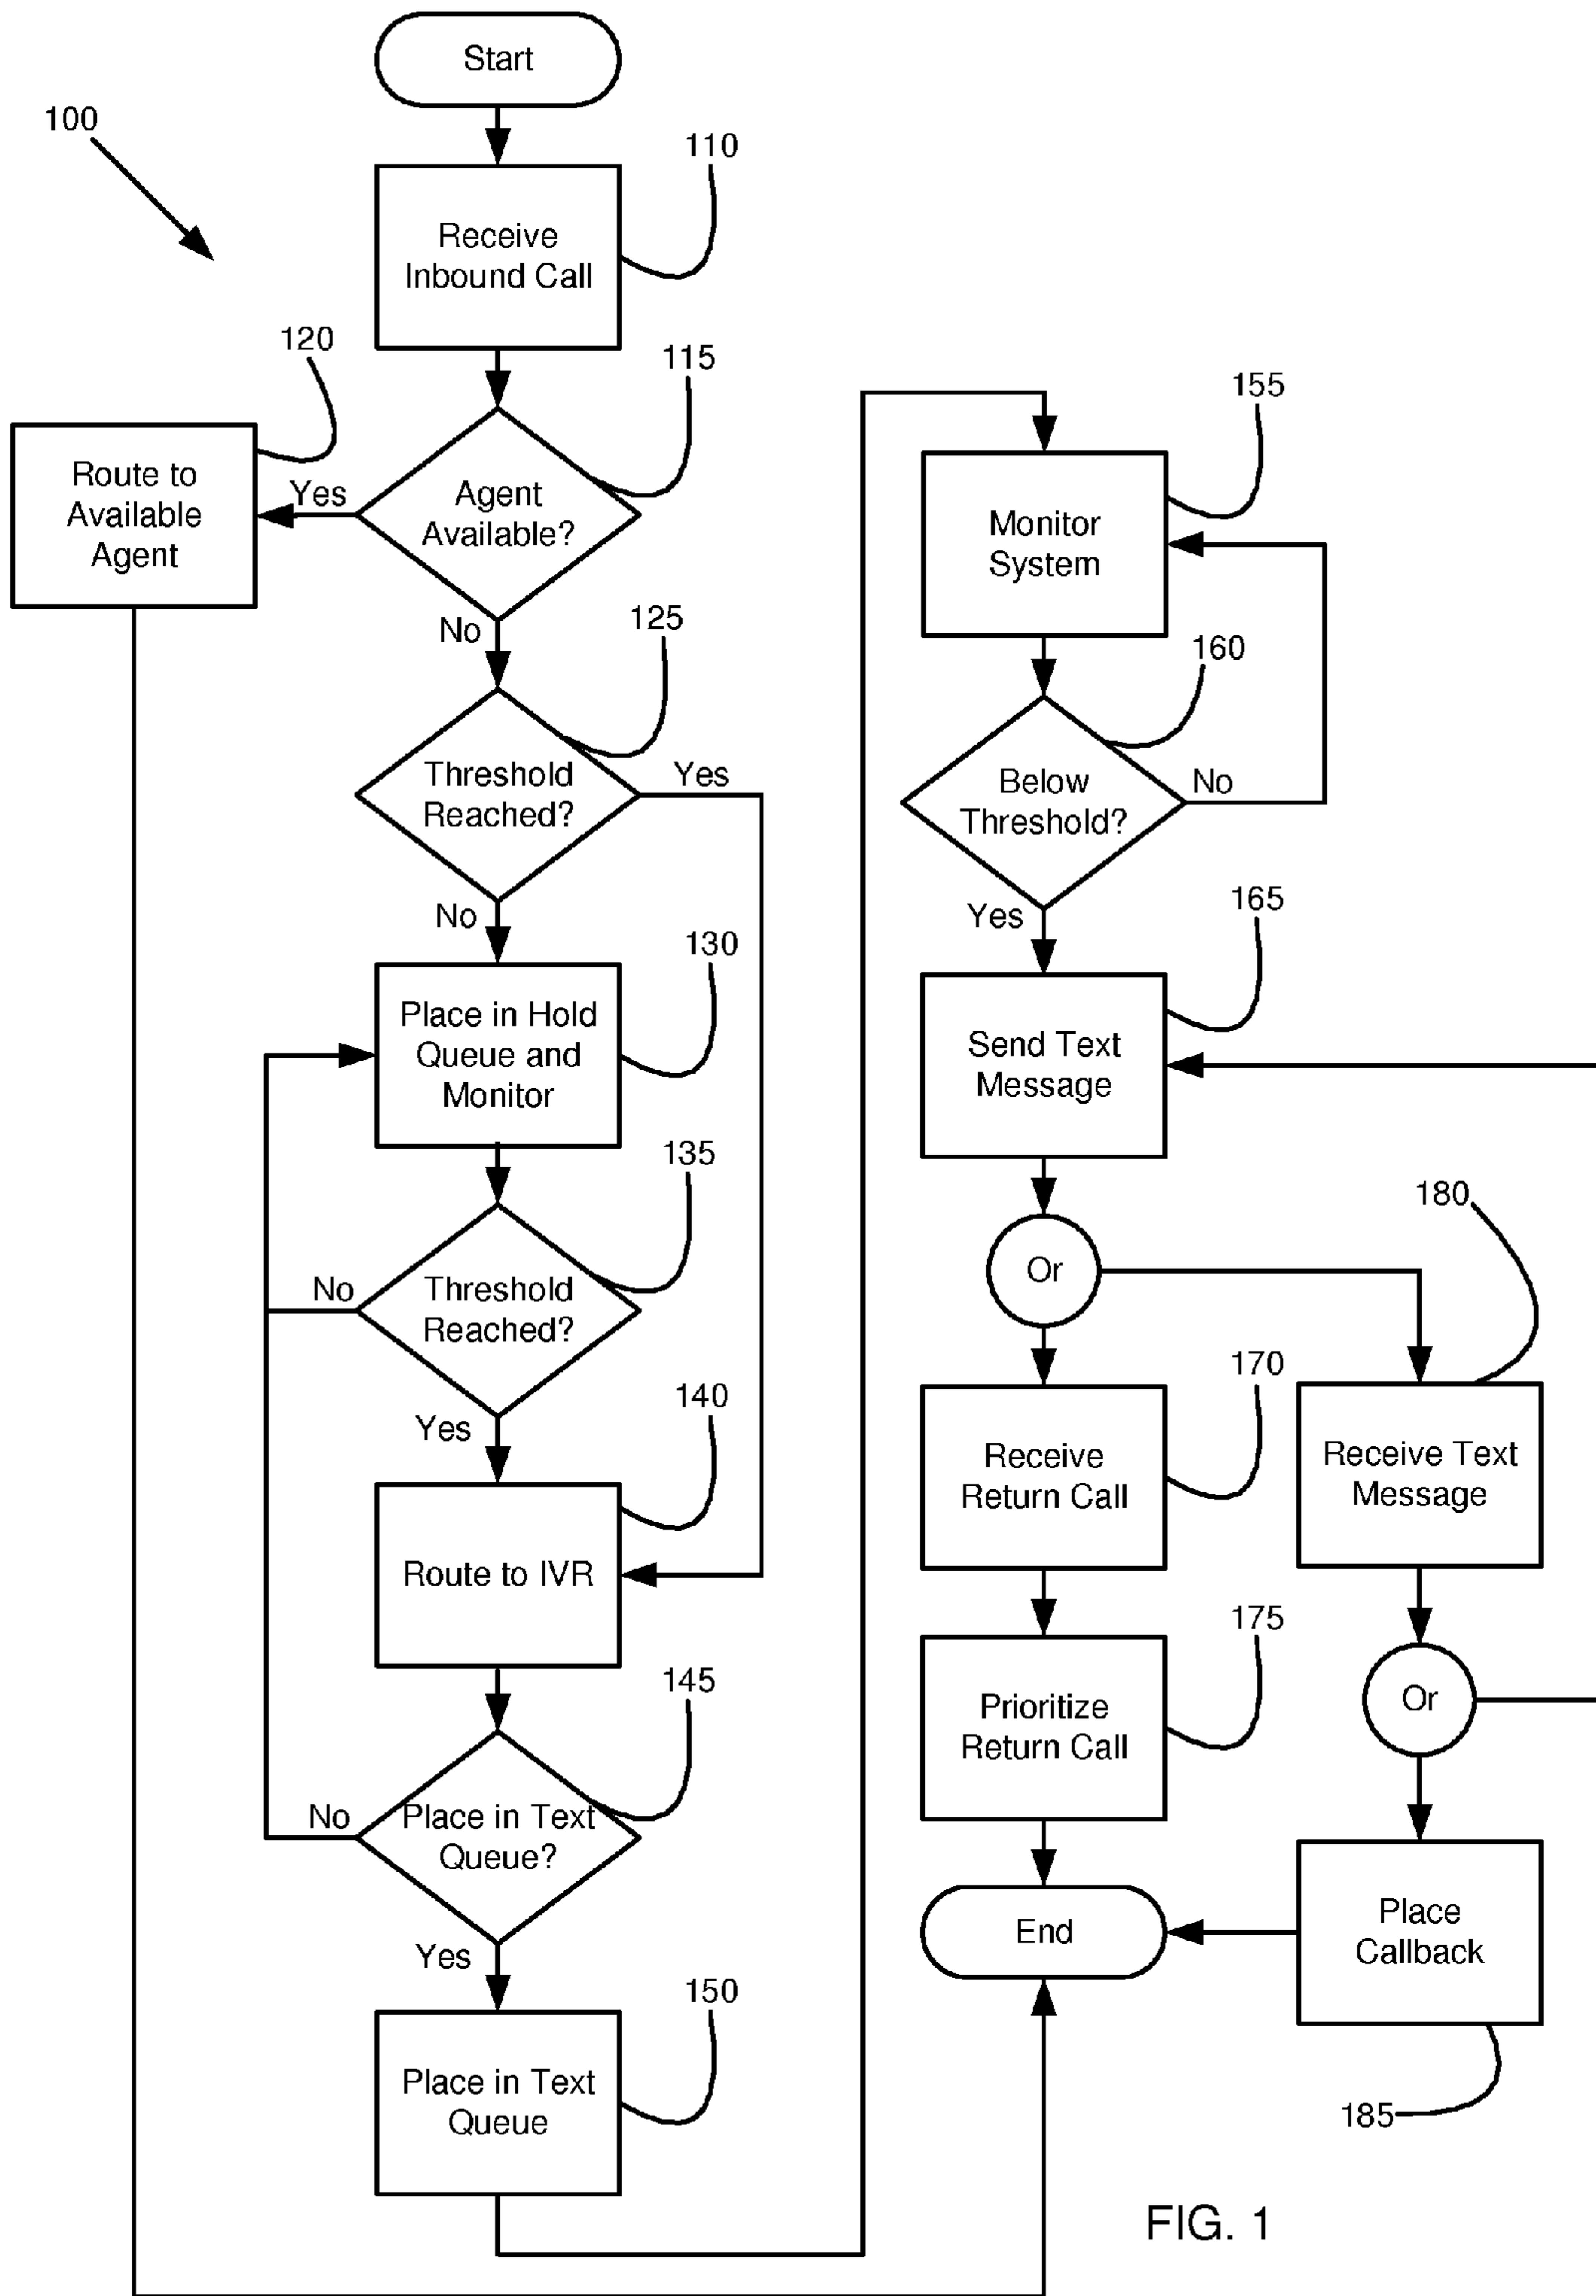 Start
100
110
Receive
Inbound Call
120
115
Route to
Available
Agent
Yes
Agent
Available?
No
125
Threshold
Reached?
Yes
No
130
Place in Hold
Queue and
Monitor
135
No
Threshold
Reached?
Yes
140
Route to IVR
145
No
Place in Text
Queue?
Yes
150
Place in Text
Queue
155
Monitor
System
160
Below
Threshold?
No
Yes
165
Send Text
Message
Or
180
170
Receive
Return Call
Receive Text
Message
175
Prioritize
Return Call
Or
End
Place
Callback
185
FIG. 1